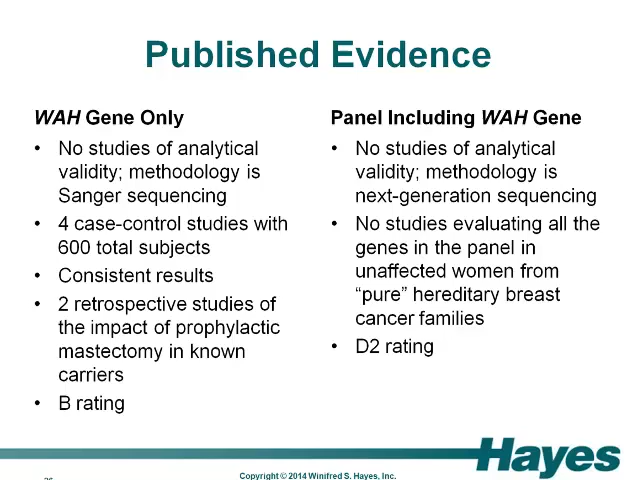 Published Evidence
WAH Gene Only
• No studies of analytical
validity; methodology is
Sanger sequencing
• 4 case-control studies with
600 total subjects
• Consistent results
• 2 retrospective studies of
the impact of prophylactic
mastectomy in known
carriers
• B rating
Panel Including WAH Gene
• No studies of analytical
validity; methodology is
next-generation sequencing
• No studies evaluating all the
genes in the panel in
unaffected women from
“pure” hereditary breast
cancer families
• D2 rating
Copyright © 2014 Winifred S. Hayes, Inc.
Hayes